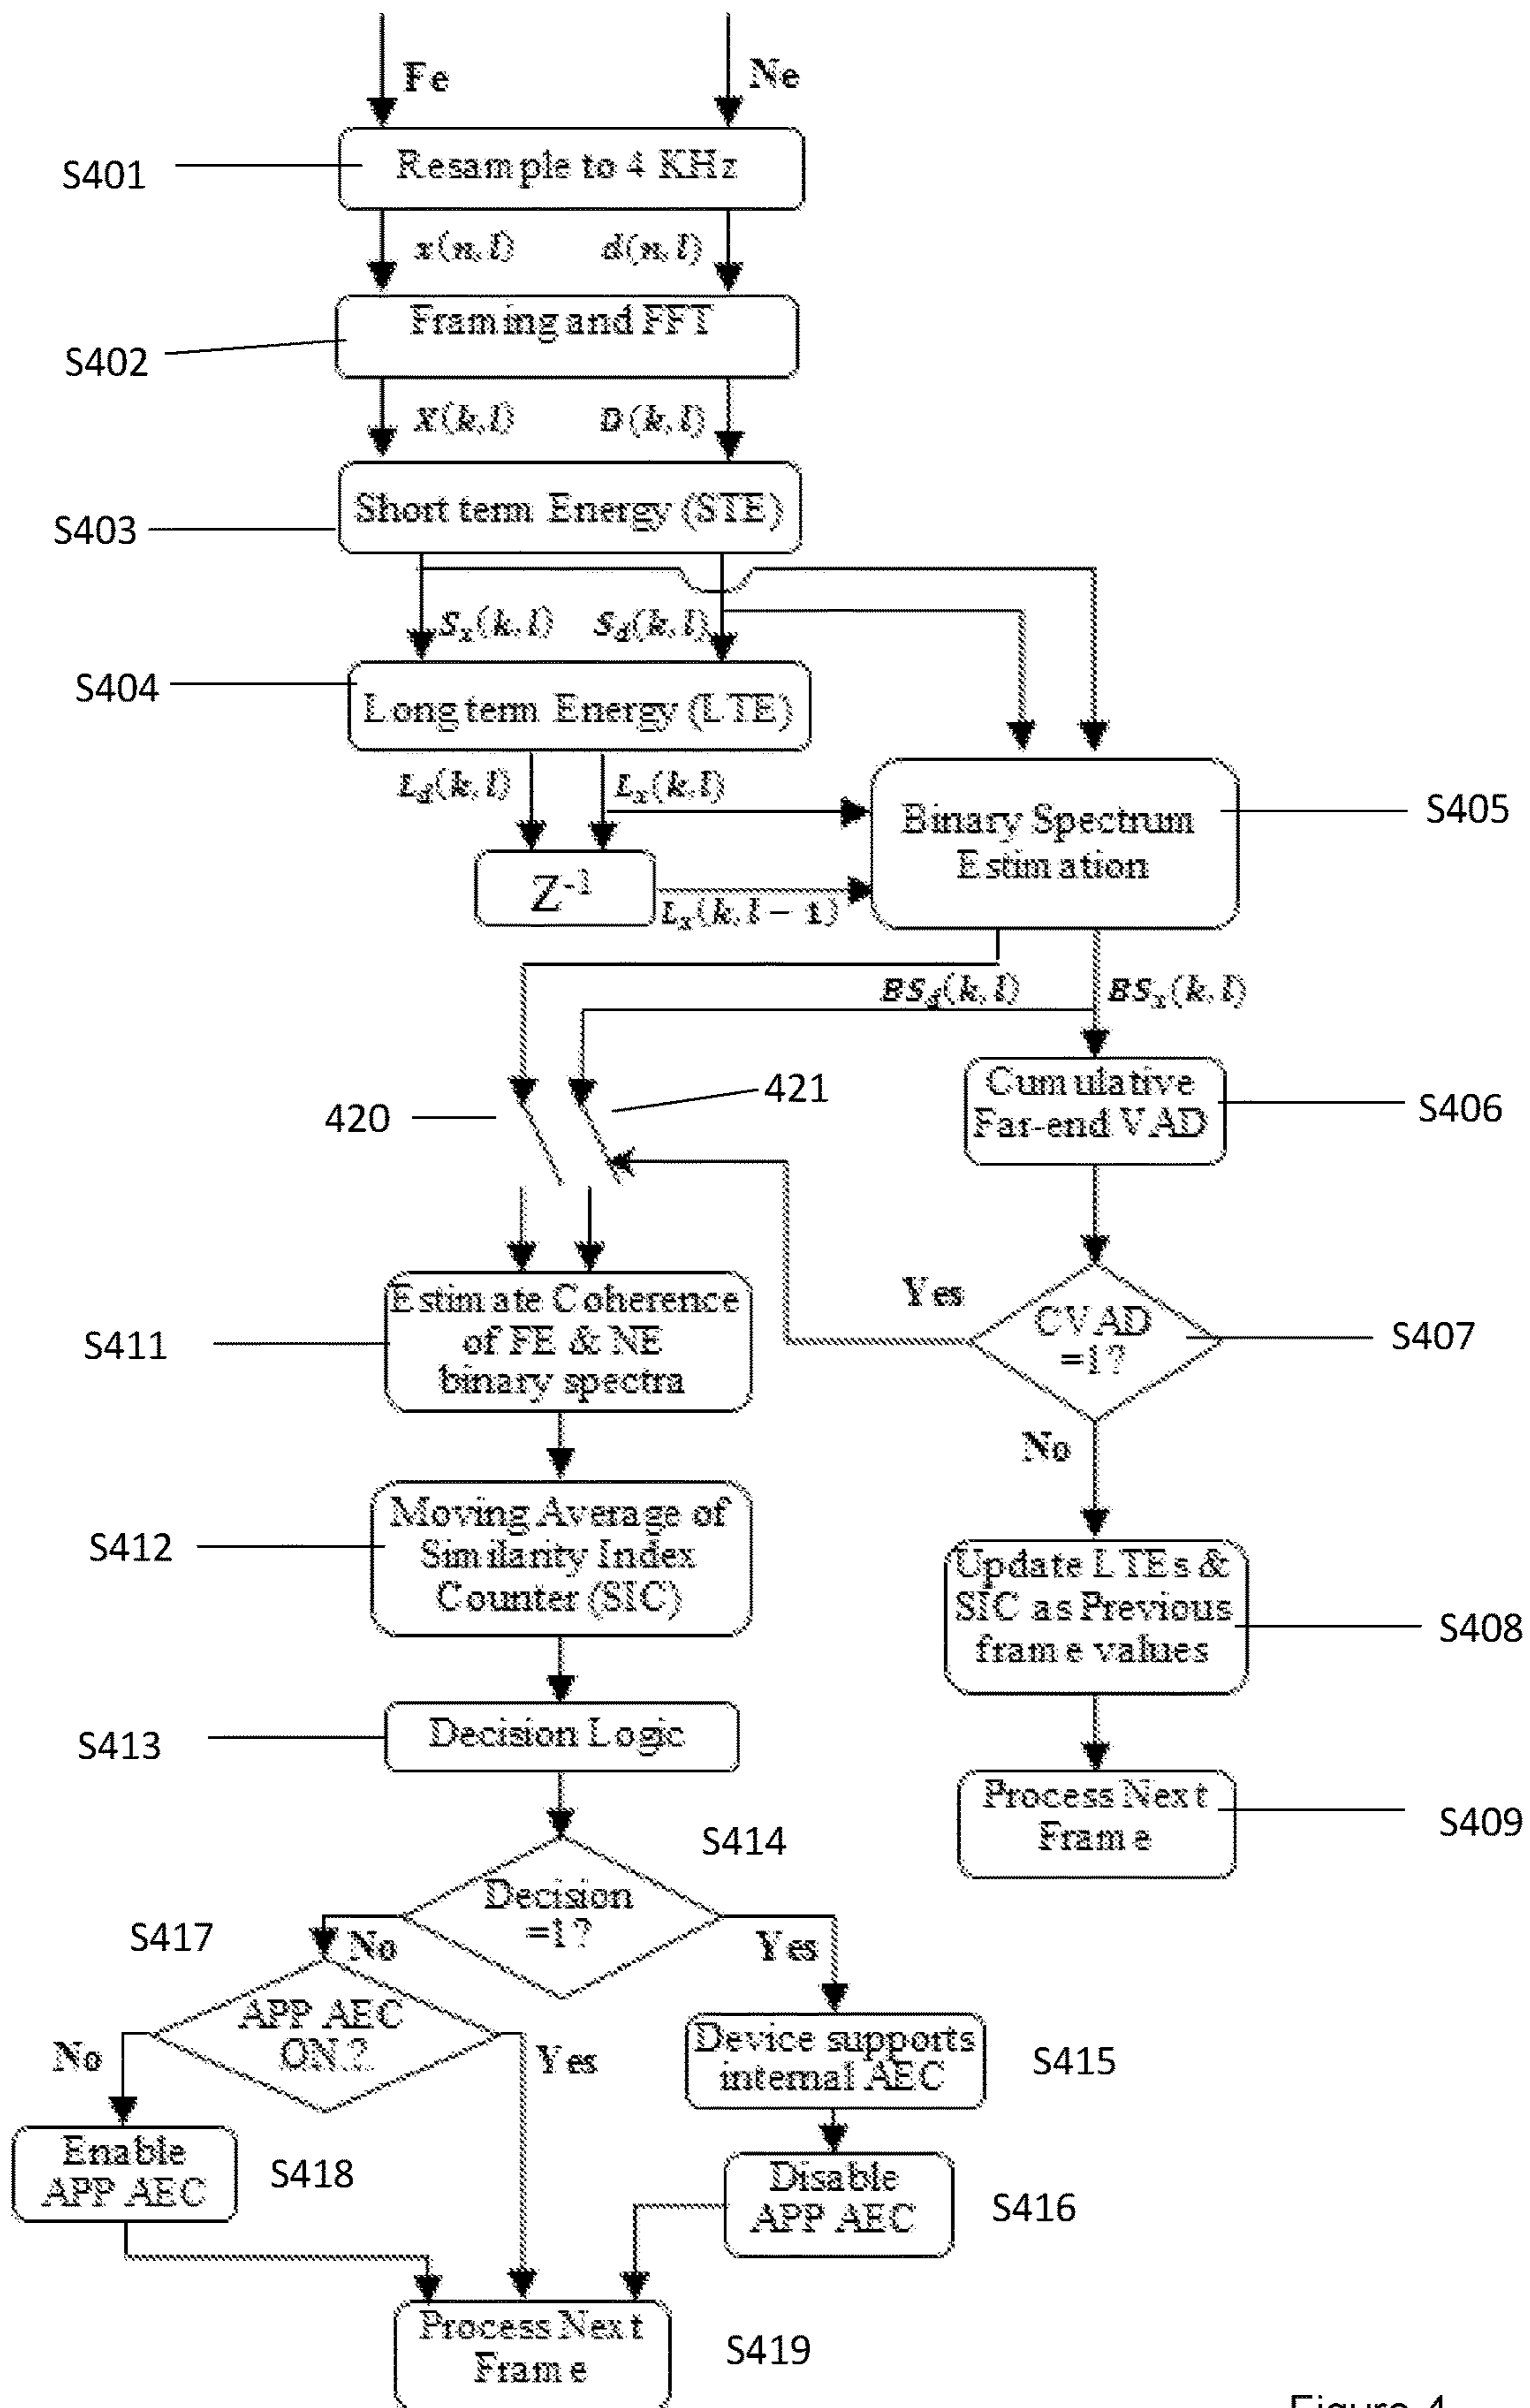 Fe
Ne
S401
Resample to 4 KHz
x(n,l)
d(n,l)
S402
Framing and FFT
X(k,l)
D(k,l)
S403
Short term Energy (STE)
Sx(k,l)
Sd(k,l)
S404
Long term Energy (LTE)
Ld(k,l)
Lx(k,l)
Z-1
Lx(k,l-1)
Binary Spectrum
Estimation
S405
BSd(k,l)
BSx(k,l)
420
421
Cumulative
Far-end VAD
S406
Yes
CVAD
=1?
S407
No
S411
Estimate Coherence
of FE & NE
binary spectra
S412
Moving Average of
Similarity Index
Counter (SIC)
Update LTEs &
SIC as Previous
frame values
S408
S413
Decision Logic
Process Next
Frame
S409
S414
Decision
=1?
S417
No
Yes
APP AEC
ON ?
No
Yes
Device supports
internal AEC
S415
Enable
APP AEC
S418
Disable
APP AEC
S416
Process Next
Frame
S419
Figure 4